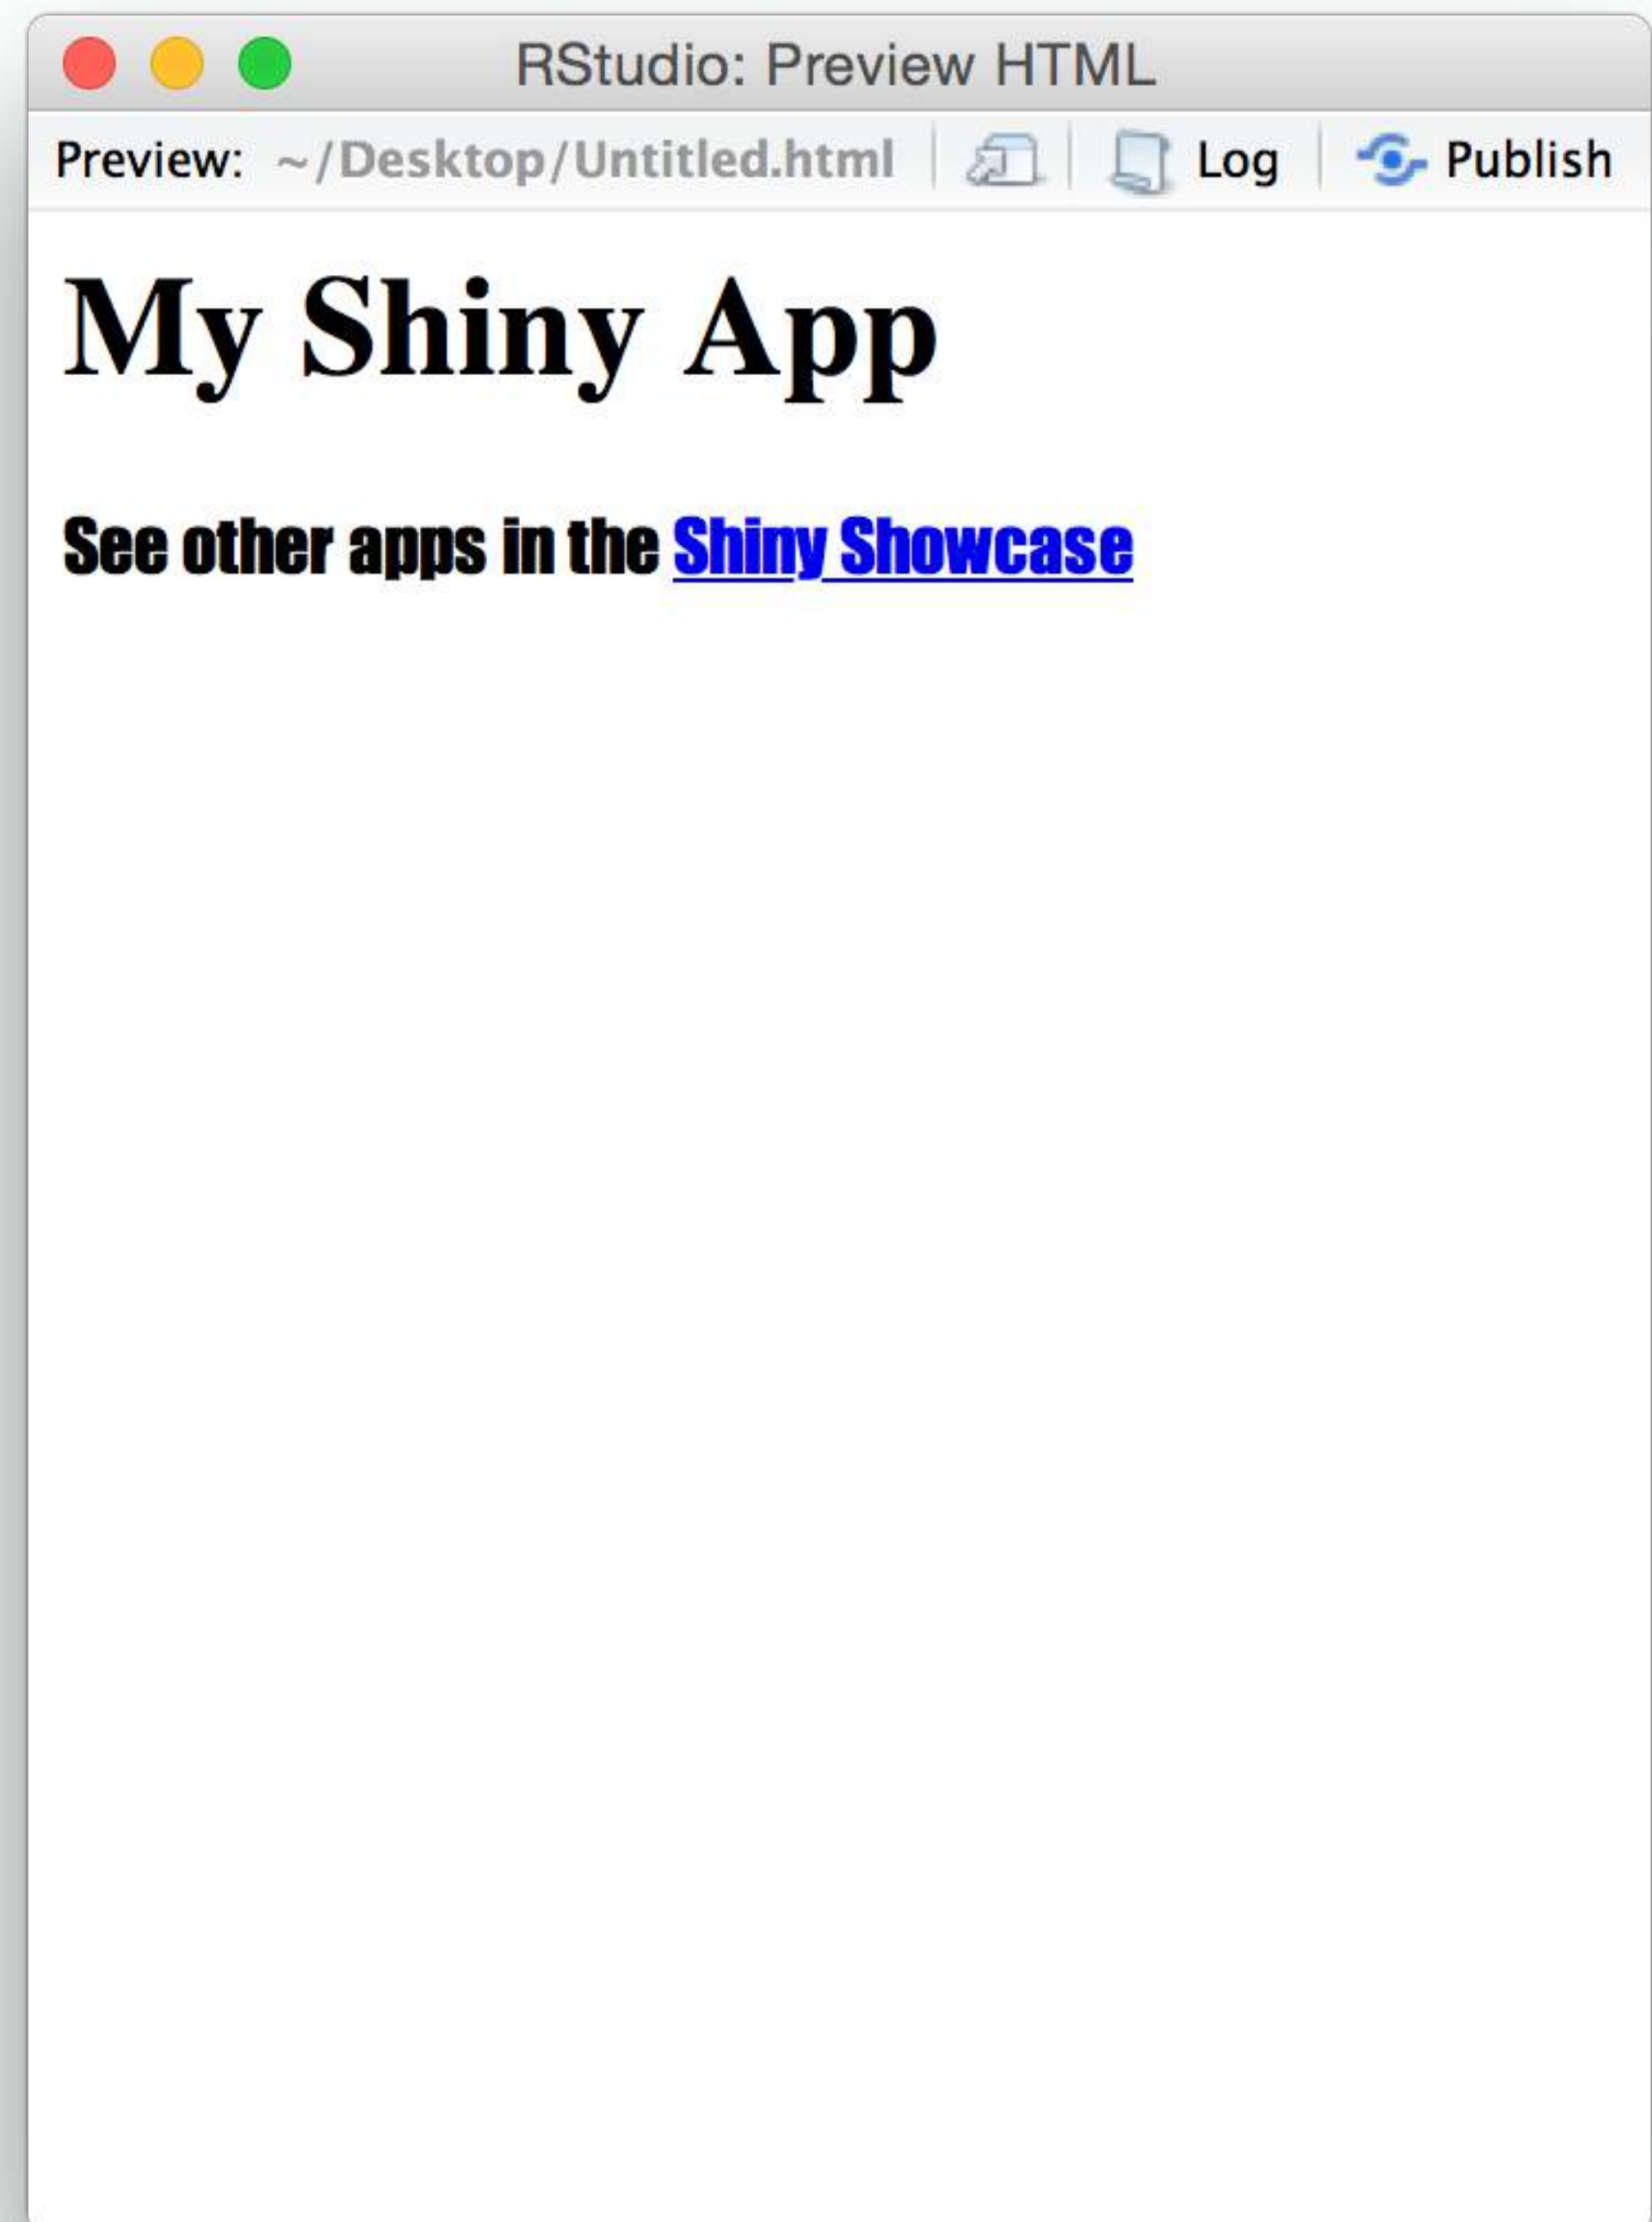 RStudio: Preview HTML
Preview: ~/Desktop/Untitled.html Log Publish
My Shiny App
See other apps in the Shiny Showcase